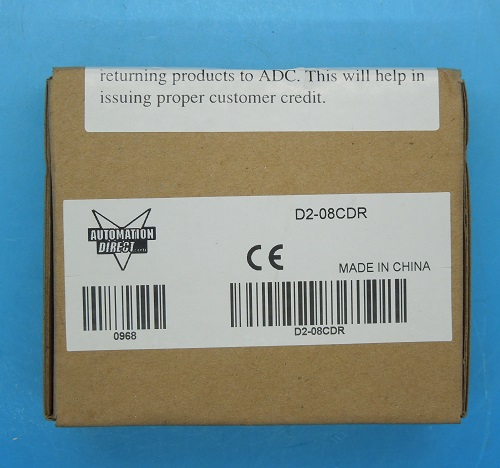 returning products to ADC. This will help in
issuing proper customer credit.
D2-08CDR
AUTOMATION
DIRECT
CE
MADE IN CHINA
0968
D2-08CDR